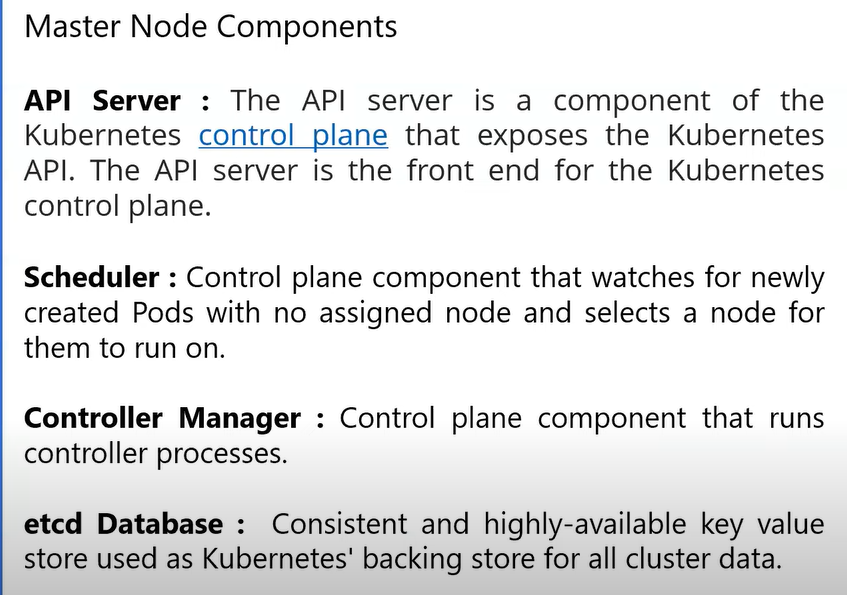 Master Node Components
API Server : The API server is a component of the
Kubernetes control plane that exposes the Kubernetes
API. The API server is the front end for the Kubernetes
control plane.
Scheduler : Control plane component that watches for newly
created Pods with no assigned node and selects a node for
them to run on.
Controller Manager : Control plane component that runs
controller processes.
etcd Database : Consistent and highly-available key value
store used as Kubernetes' backing store for all cluster data.